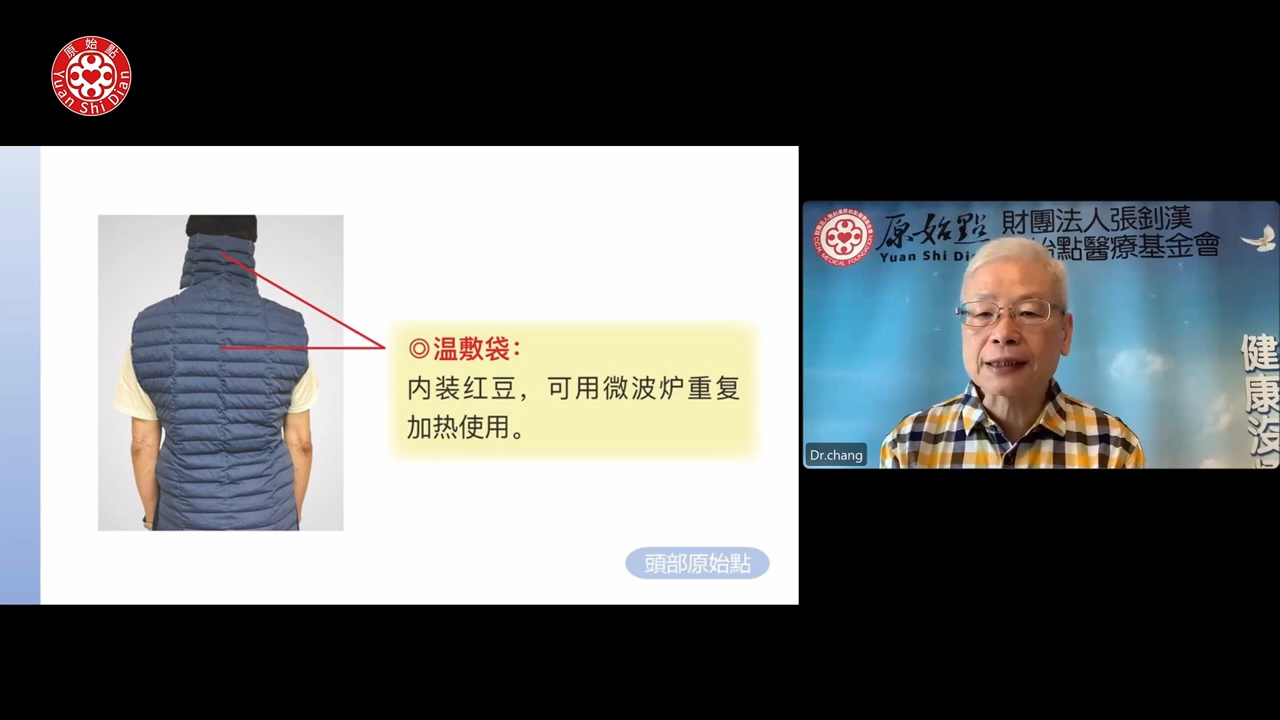 原始點
Yuan Shi Dian
◎温敷袋：
内装红豆，可用微波炉重复
加热使用。
頭部原始點
原始點
Yuan Shi Di
財團法人張釗漢
始點醫療基金會
健康沒
Dr.chang